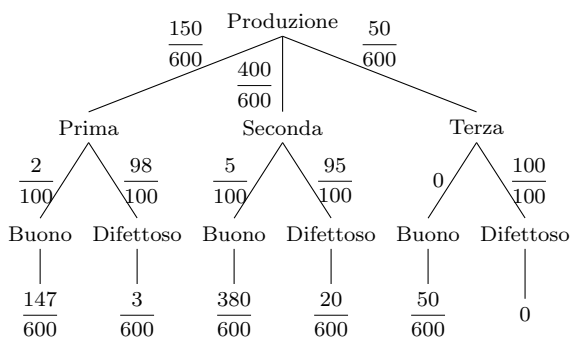 Produzione
150/600 400/600 50/600
Prima Seconda Terza
2/100 98/100 5/100 95/100 0 100/100
Buono Difettoso Buono Difettoso Buono Difettoso
147/600 3/600 380/600 20/600 50/600 0